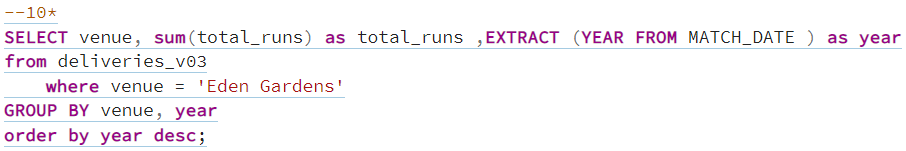 --10*
SELECT venue, sum(total_runs) as total_runs ,EXTRACT (YEAR FROM MATCH_DATE ) as year
from deliveries_v03
    where venue = 'Eden Gardens'
GROUP BY venue, year
order by year desc;